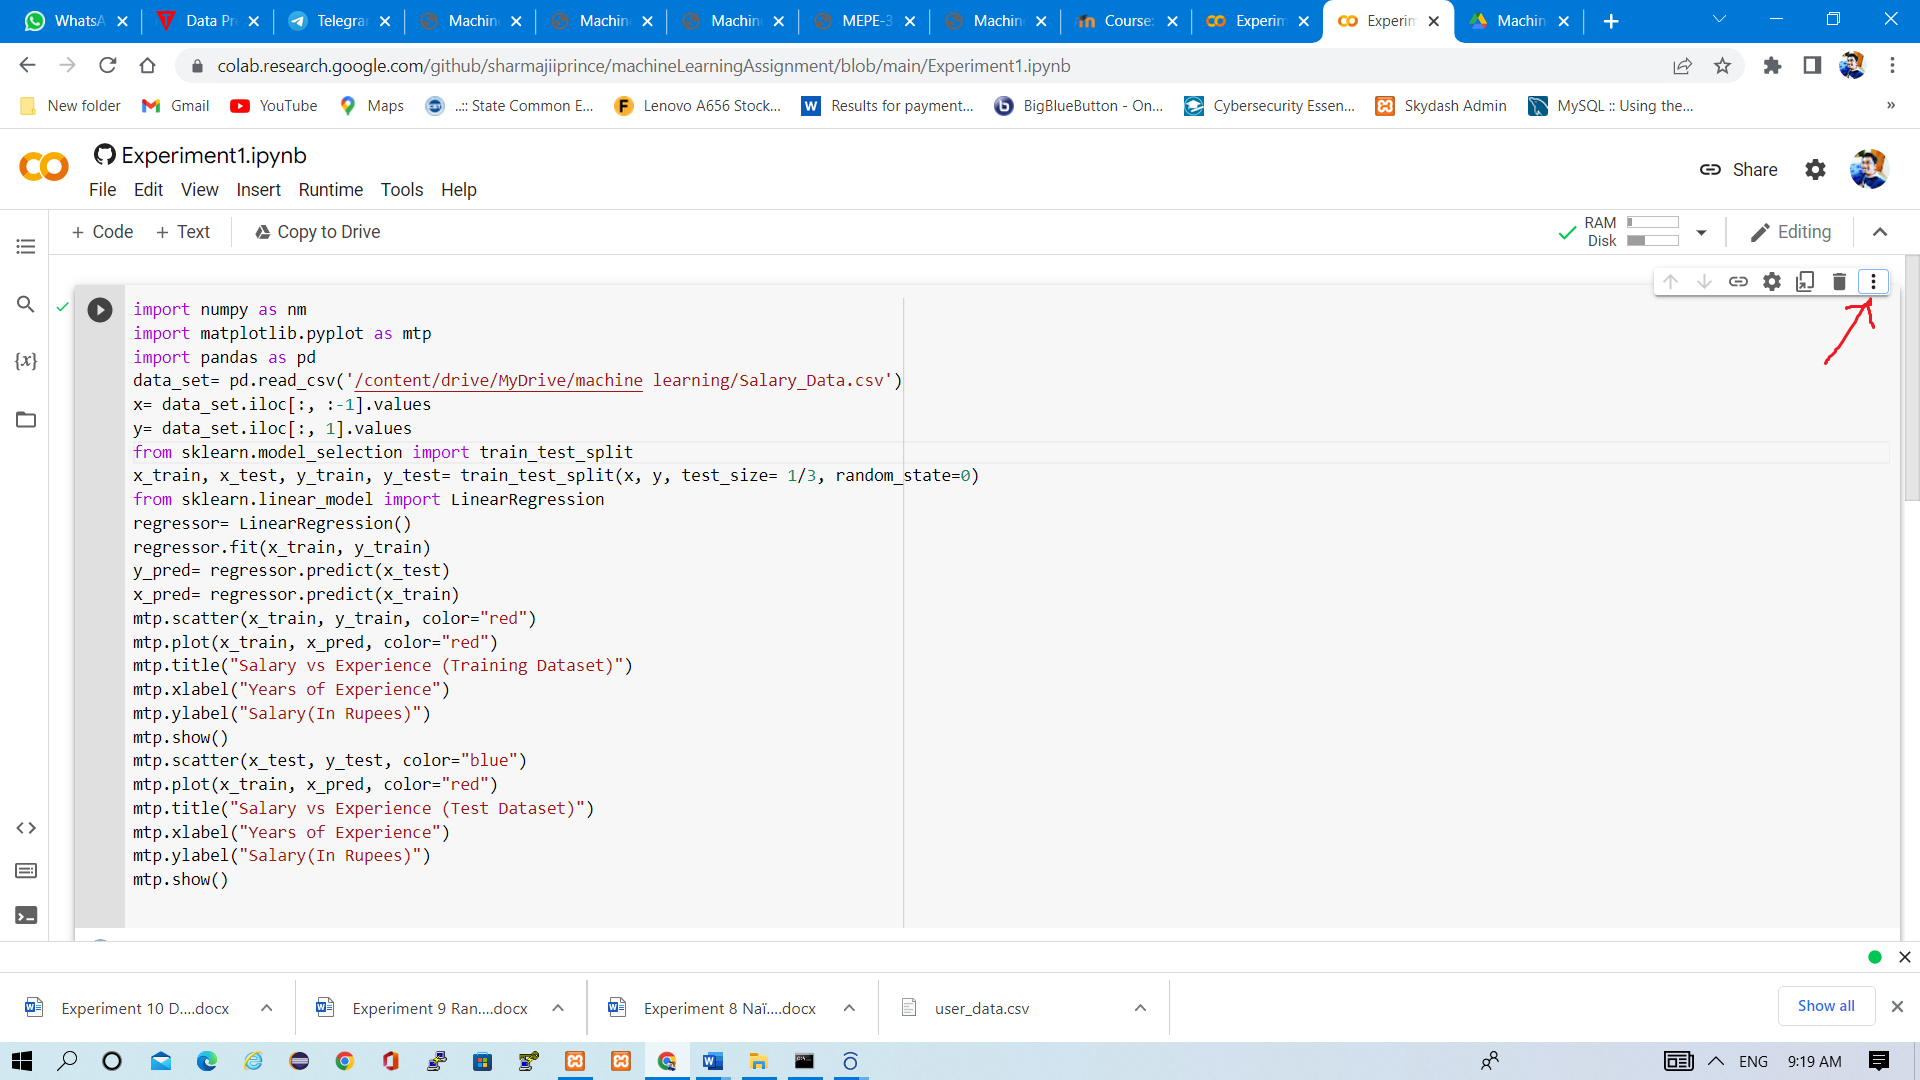 WhatsA
Data Pr
Telegra
Machin
Machin
Machin
MEPE-3
Machin
Course:
Experim
Experim
Machin
colab.research.google.com/github/sharmajiiprince/machineLearningAssignment/blob/main/Experiment1.ipynb
New folder
Gmail
YouTube
Maps
..:: State Common E...
Lenovo A656 Stock...
Results for payment...
BigBlueButton - On...
Cybersecurity Essen...
Skydash Admin
MySQL :: Using the...
»
Experiment1.ipynb
File Edit View Insert Runtime Tools Help
Share
+ Code + Text Copy to Drive
RAM
Disk
Editing
import numpy as nm
import matplotlib.pyplot as mtp
import pandas as pd
data_set= pd.read_csv('/content/drive/MyDrive/machine learning/Salary_Data.csv')
x= data_set.iloc[:, :-1].values
y= data_set.iloc[:, 1].values
from sklearn.model_selection import train_test_split
x_train, x_test, y_train, y_test= train_test_split(x, y, test_size= 1/3, random_state=0)
from sklearn.linear_model import LinearRegression
regressor= LinearRegression()
regressor.fit(x_train, y_train)
y_pred= regressor.predict(x_test)
x_pred= regressor.predict(x_train)
mtp.scatter(x_train, y_train, color="red")
mtp.plot(x_train, x_pred, color="red")
mtp.title("Salary vs Experience (Training Dataset)")
mtp.xlabel("Years of Experience")
mtp.ylabel("Salary(In Rupees)")
mtp.show()
mtp.scatter(x_test, y_test, color="blue")
mtp.plot(x_train, x_pred, color="red")
mtp.title("Salary vs Experience (Test Dataset)")
mtp.xlabel("Years of Experience")
mtp.ylabel("Salary(In Rupees)")
mtp.show()
Experiment 10 D....docx
Experiment 9 Ran....docx
Experiment 8 Naï....docx
user_data.csv
Show all
ENG
9:19 AM